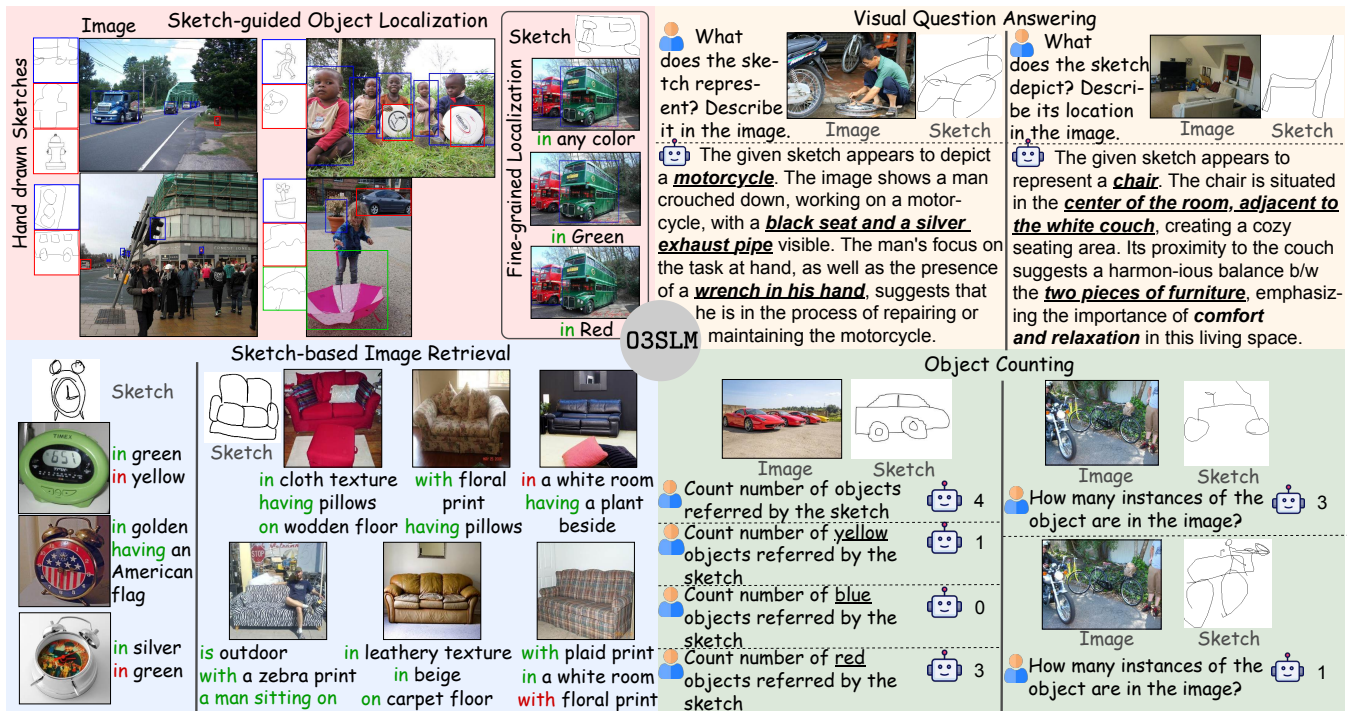 Sketch-guided Object Localization
Image
Hand drawn Sketches
Fine-grained Localization
Sketch
in any color
in Green
in Red
Visual Question Answering
What
does the ske-
tch repres-
ent? Describe
it in the image.
Image
Sketch
The given sketch appears to depict
a motorcycle. The image shows a man
crouched down, working on a motor-
cycle, with a black seat and a silver
exhaust pipe visible. The man's focus on
the task at hand, as well as the presence
of a wrench in his hand, suggests that
he is in the process of repairing or
maintaining the motorcycle.
What
does the sketch
depict? Descri-
be its location
in the image.
Image
Sketch
The given sketch appears to
represent a chair. The chair is situated
in the center of the room, adjacent to
the white couch, creating a cozy
seating area. Its proximity to the couch
suggests a harmon-ious balance b/w
the two pieces of furniture, emphasiz-
ing the importance of comfort
and relaxation in this living space.
O3SLM
Sketch-based Image Retrieval
Sketch
TIMEX
in green
in yellow
in golden
having an
American
flag
in silver
in green
Sketch
in cloth texture
having pillows
on wodden floor
with floral
print
having pillows
in a white room
having a plant
beside
STOP
is outdoor
with a zebra print
a man sitting on
in leathery texture
in beige
on carpet floor
with plaid print
in a white room
with floral print
Object Counting
Image
Sketch
Count number of objects
referred by the sketch
4
Count number of yellow
objects referred by the
sketch
1
Count number of blue
objects referred by the
sketch
0
Count number of red
objects referred by the
sketch
3
Image
Sketch
How many instances of the
object are in the image?
3
Image
Sketch
How many instances of the
object are in the image?
1